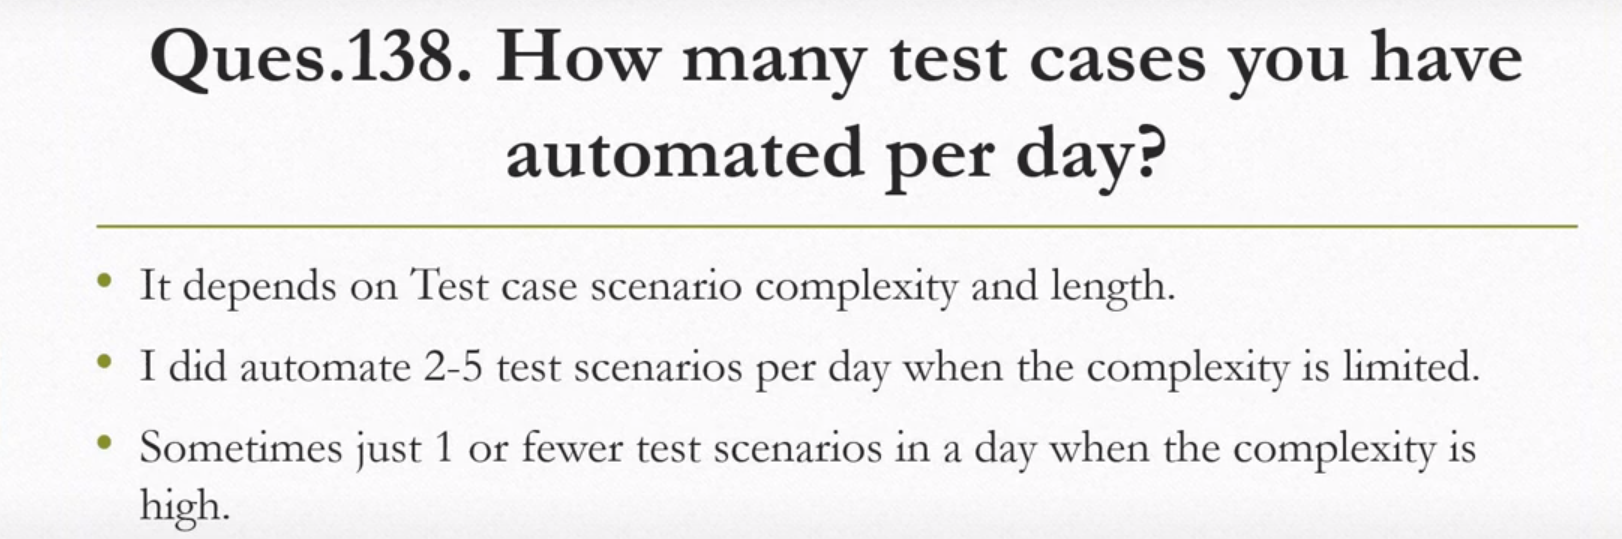 Ques.138. How many test cases you have
automated per day?
• It depends on Test case scenario complexity and length.
• I did automate 2-5 test scenarios per day when the complexity is limited.
• Sometimes just 1 or fewer test scenarios in a day when the complexity is
high.